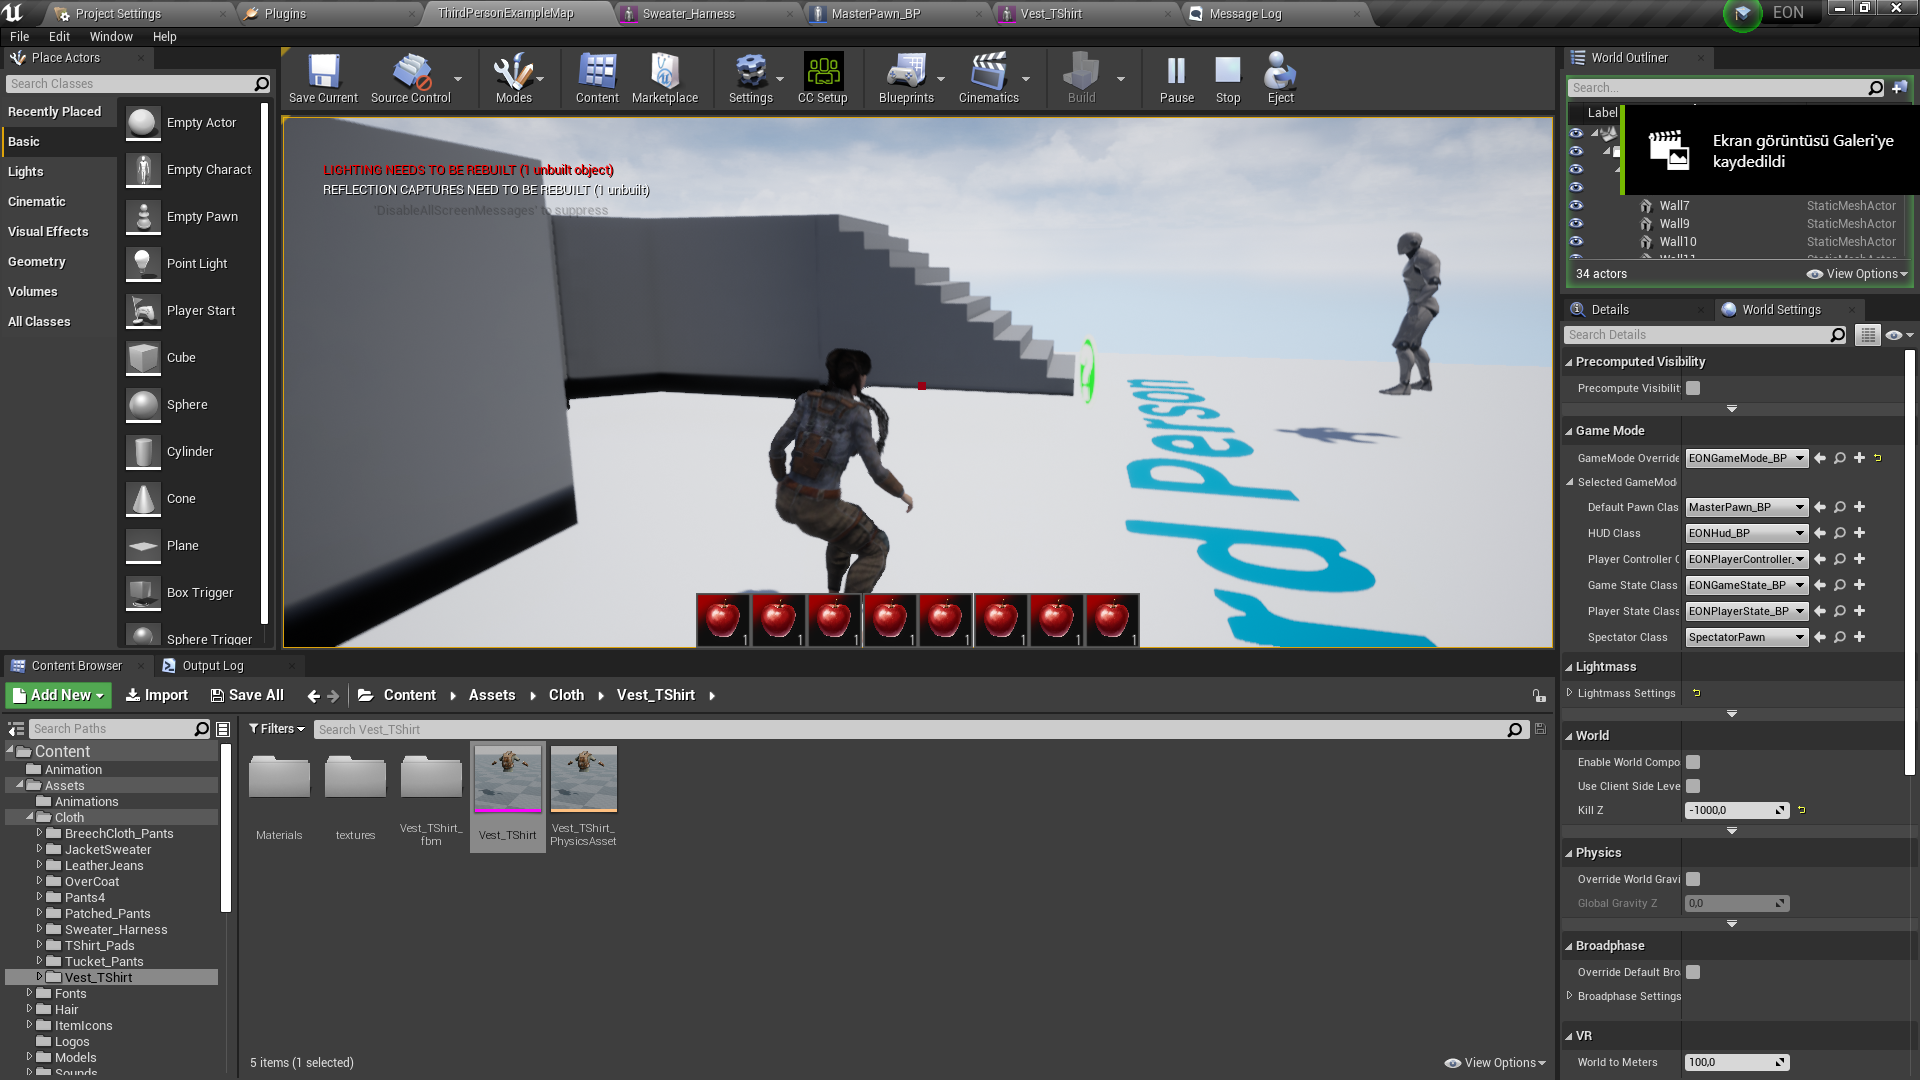 Project Settings
Plugins
ThirdPersonExampleMap
Sweater_Harness
MasterPawn_BP
Vest_TShirt
Message Log
EON
File Edit Window Help
Place Actors
Search Classes
Recently Placed
Basic
Lights
Cinematic
Visual Effects
Geometry
Volumes
All Classes
Empty Actor
Empty Charact
Empty Pawn
Point Light
Player Start
Cube
Sphere
Cylinder
Cone
Plane
Box Trigger
Sphere Trigger
Save Current
Source Control
Modes
Content
Marketplace
Settings
CC Setup
Blueprints
Cinematics
Build
Pause
Stop
Eject
LIGHTING NEEDS TO BE REBUILT (1 unbuilt object)
REFLECTION CAPTURES NEED TO BE REBUILT (1 unbuilt)
'DisableAllScreenMessages' to suppress
rd Person
rd P
1 1 1 1 1 1 1 1
World Outliner
Search...
Label
Ekran görüntüsü Galeri'ye
kaydedildi
Wall7 StaticMeshActor
Wall9 StaticMeshActor
Wall10 StaticMeshActor
Wall11
34 actors
View Options
Details
World Settings
Search Details
Precomputed Visibility
Precompute Visibilit
Game Mode
GameMode Override EONGameMode_BP
Selected GameMod
Default Pawn Clas MasterPawn_BP
HUD Class EONHud_BP
Player Controller C EONPlayerController_
Game State Class EONGameState_BP
Player State Class EONPlayerState_BP
Spectator Class SpectatorPawn
Lightmass
Lightmass Settings
World
Enable World Compo
Use Client Side Leve
Kill Z -1000,0
Physics
Override World Gravi
Global Gravity Z 0,0
Broadphase
Override Default Bro
Broadphase Settings
VR
World to Meters 100,0
Content Browser
Output Log
Add New
Import
Save All
Content
Assets
Cloth
Vest_TShirt
Search Paths
Filters
Search Vest_TShirt
Content
Animation
Assets
Animations
Cloth
BreechCloth_Pants
JacketSweater
LeatherJeans
OverCoat
Pants4
Patched_Pants
Sweater_Harness
TShirt_Pads
Tucket_Pants
Vest_TShirt
Fonts
Hair
ItemIcons
Logos
Models
Sounds
Materials
textures
Vest_TShirt_
fbm
Vest_TShirt
Vest_TShirt_
PhysicsAsset
5 items (1 selected)
View Options